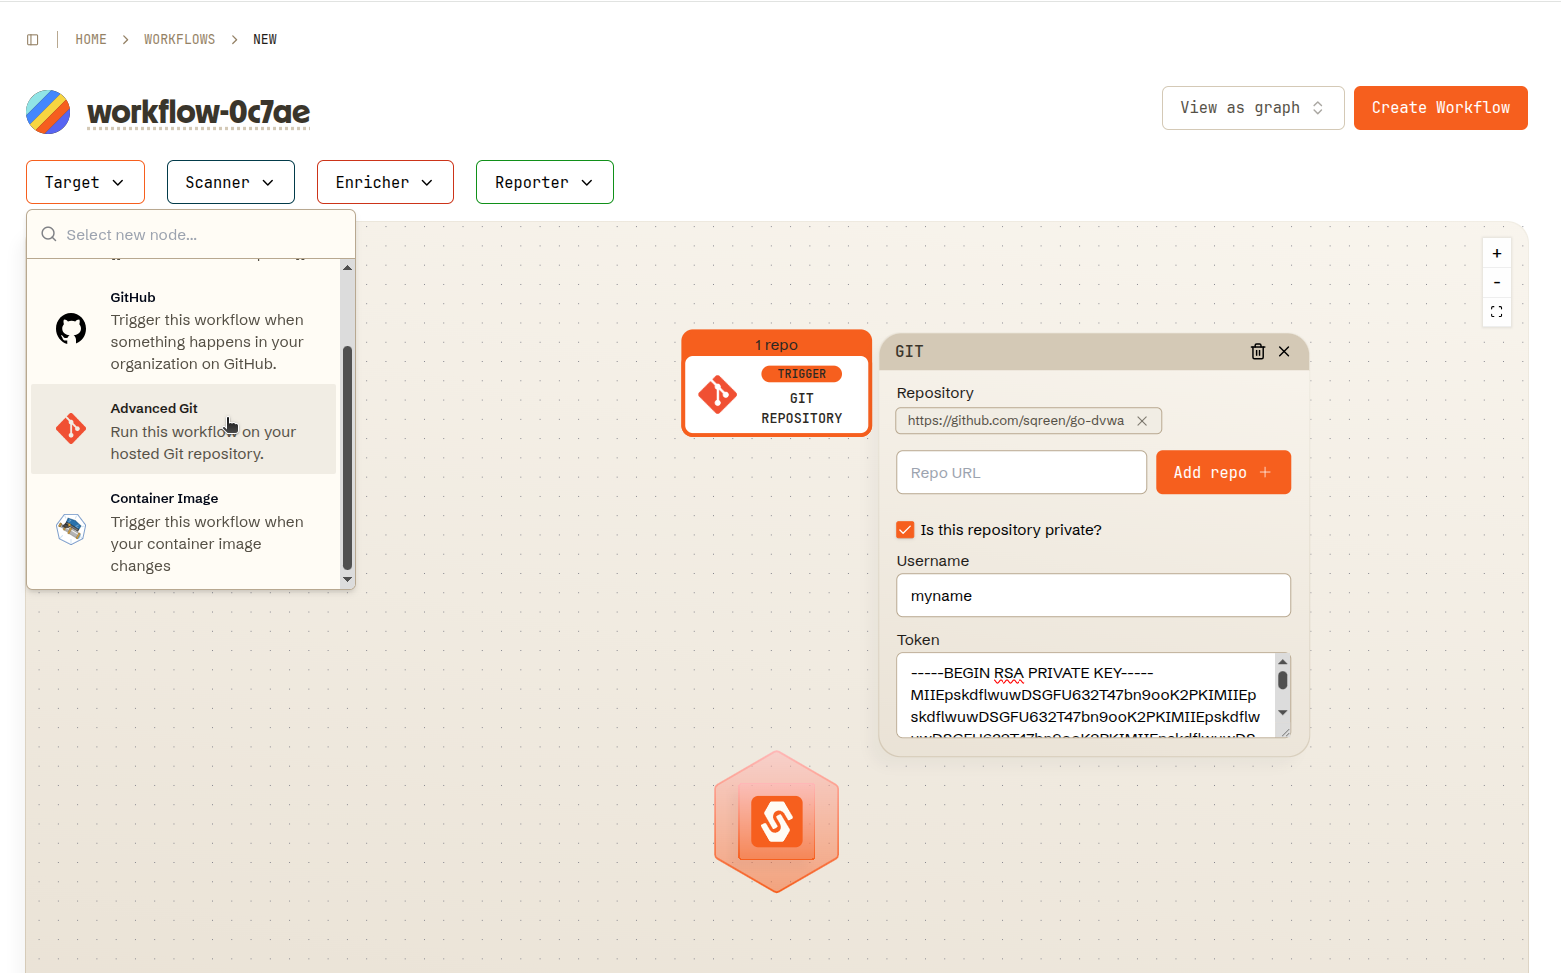 HOME > WORKFLOWS > NEW
workflow-0c7ae
View as graph
Create Workflow
Target
Scanner
Enricher
Reporter
Select new node...
GitHub
Trigger this workflow when
something happens in your
organization on GitHub.
Advanced Git
Run this workflow on your
hosted Git repository.
Container Image
Trigger this workflow when
your container image
changes
1 repo
TRIGGER
GIT
REPOSITORY
GIT
Repository
https://github.com/sqreen/go-dvwa
Repo URL
Add repo +
Is this repository private?
Username
myname
Token
-----BEGIN RSA PRIVATE KEY-----
MIIEpskdflwuwDSGFU632T47bn9ooK2PKIMIIEp
skdflwuwDSGFU632T47bn9ooK2PKIMIIEpskdflw
uwDSGFU632T47bn9ooK2PKIMIIEpskdflwuwDS
+
-